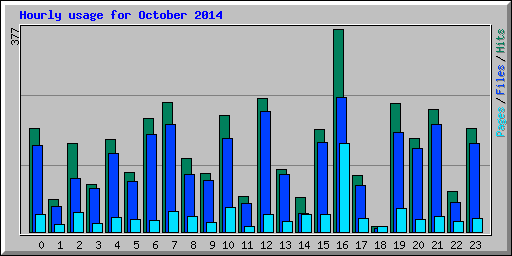 Hourly usage for October 2014
377
Pages / Files / Hits
0 1 2 3 4 5 6 7 8 9 10 11 12 13 14 15 16 17 18 19 20 21 22 23